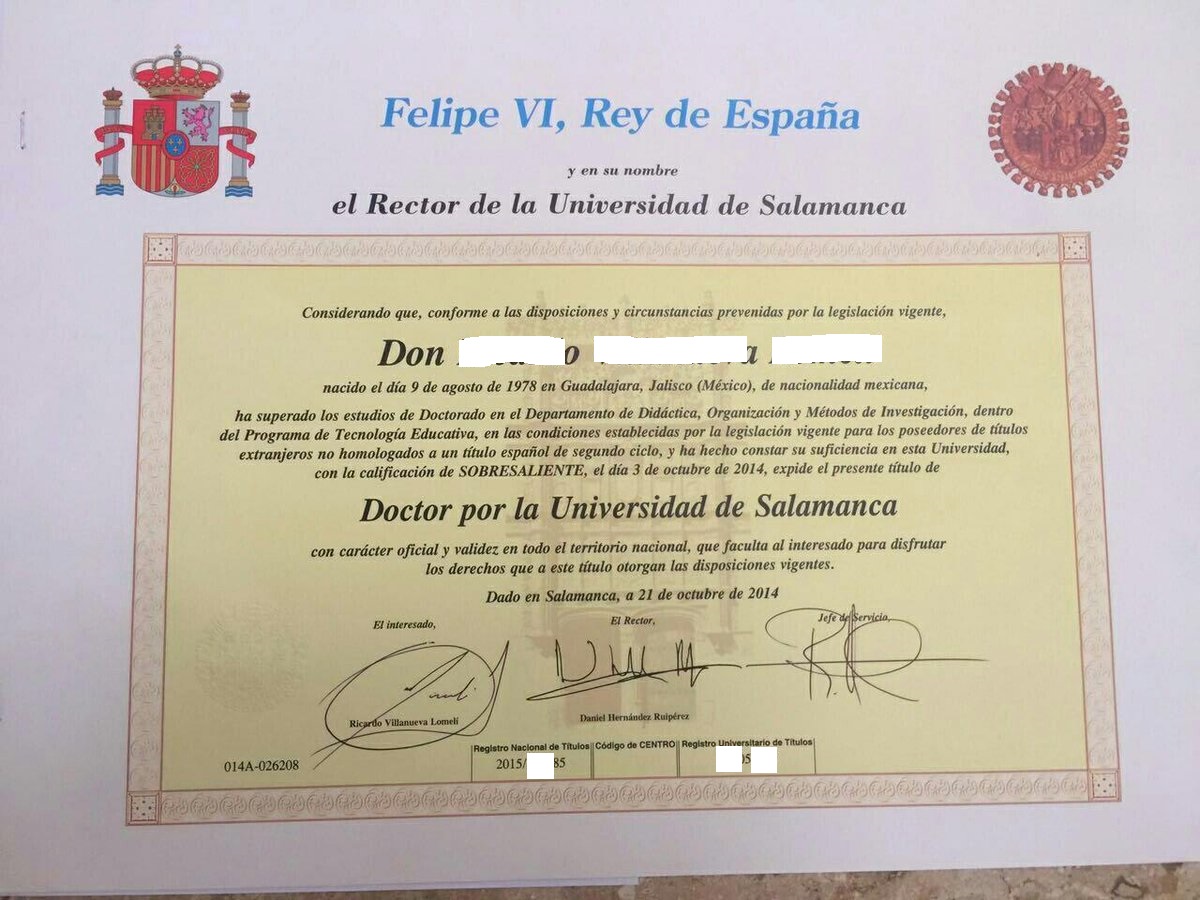 Felipe VI, Rey de España
y en su nombre
el Rector de la Universidad de Salamanca
Considerando que, conforme a las disposiciones y circunstancias prevenidas por la legislación vigente,
Don
nacido el día 9 de agosto de 1978 en Guadalajara, Jalisco (México), de nacionalidad mexicana,
ha superado los estudios de Doctorado en el Departamento de Didáctica, Organización y Métodos de Investigación, dentro
del Programa de Tecnología Educativa, en las condiciones establecidas por la legislación vigente para los poseedores de títulos
extranjeros no homologados a un título español de segundo ciclo, y ha hecho constar su suficiencia en esta Universidad,
con la calificación de SOBRESALIENTE, el día 3 de octubre de 2014, expide el presente título de
Doctor por la Universidad de Salamanca
con carácter oficial y validez en todo el territorio nacional, que faculta al interesado para disfrutar
los derechos que a este título otorgan las disposiciones vigentes.
Dado en Salamanca, a 21 de octubre de 2014
El interesado, El Rector, Jefe de Servicio,
Ricardo Villanueva Lomelí Daniel Hernández Ruipérez
Registro Nacional de Títulos Código de CENTRO Registro Universitario de Títulos
014A-026208 2015/ 85 05